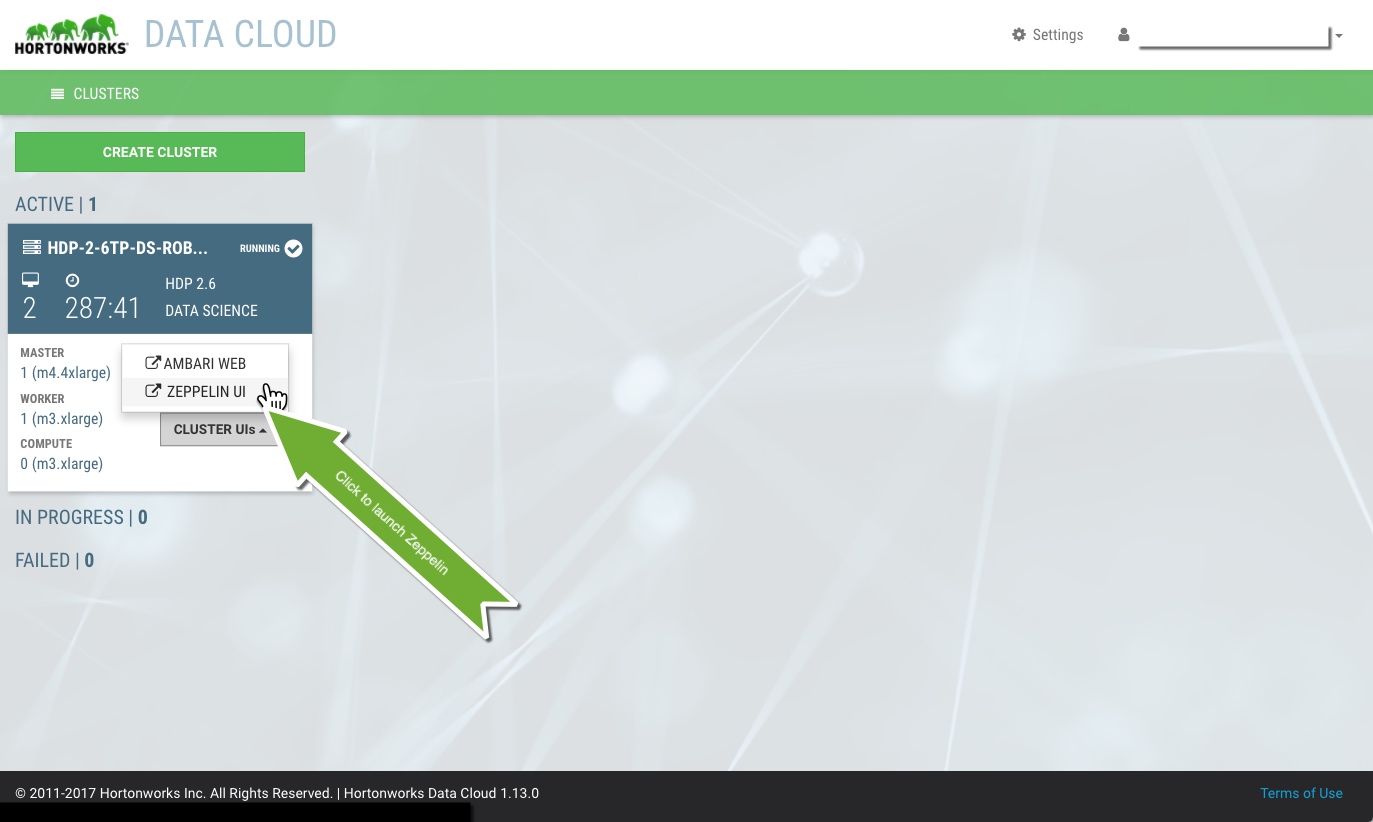 HORTONWORKS
DATA CLOUD
Settings
CLUSTERS
CREATE CLUSTER
ACTIVE | 1
HDP-2-6TP-DS-ROB...
RUNNING
2
287:41
HDP 2.6
DATA SCIENCE
MASTER
1 (m4.4xlarge)
WORKER
1 (m3.xlarge)
COMPUTE
0 (m3.xlarge)
AMBARI WEB
ZEPPELIN UI
CLUSTER UIs
Click to launch Zeppelin
IN PROGRESS | 0
FAILED | 0
© 2011-2017 Hortonworks Inc. All Rights Reserved. | Hortonworks Data Cloud 1.13.0
Terms of Use